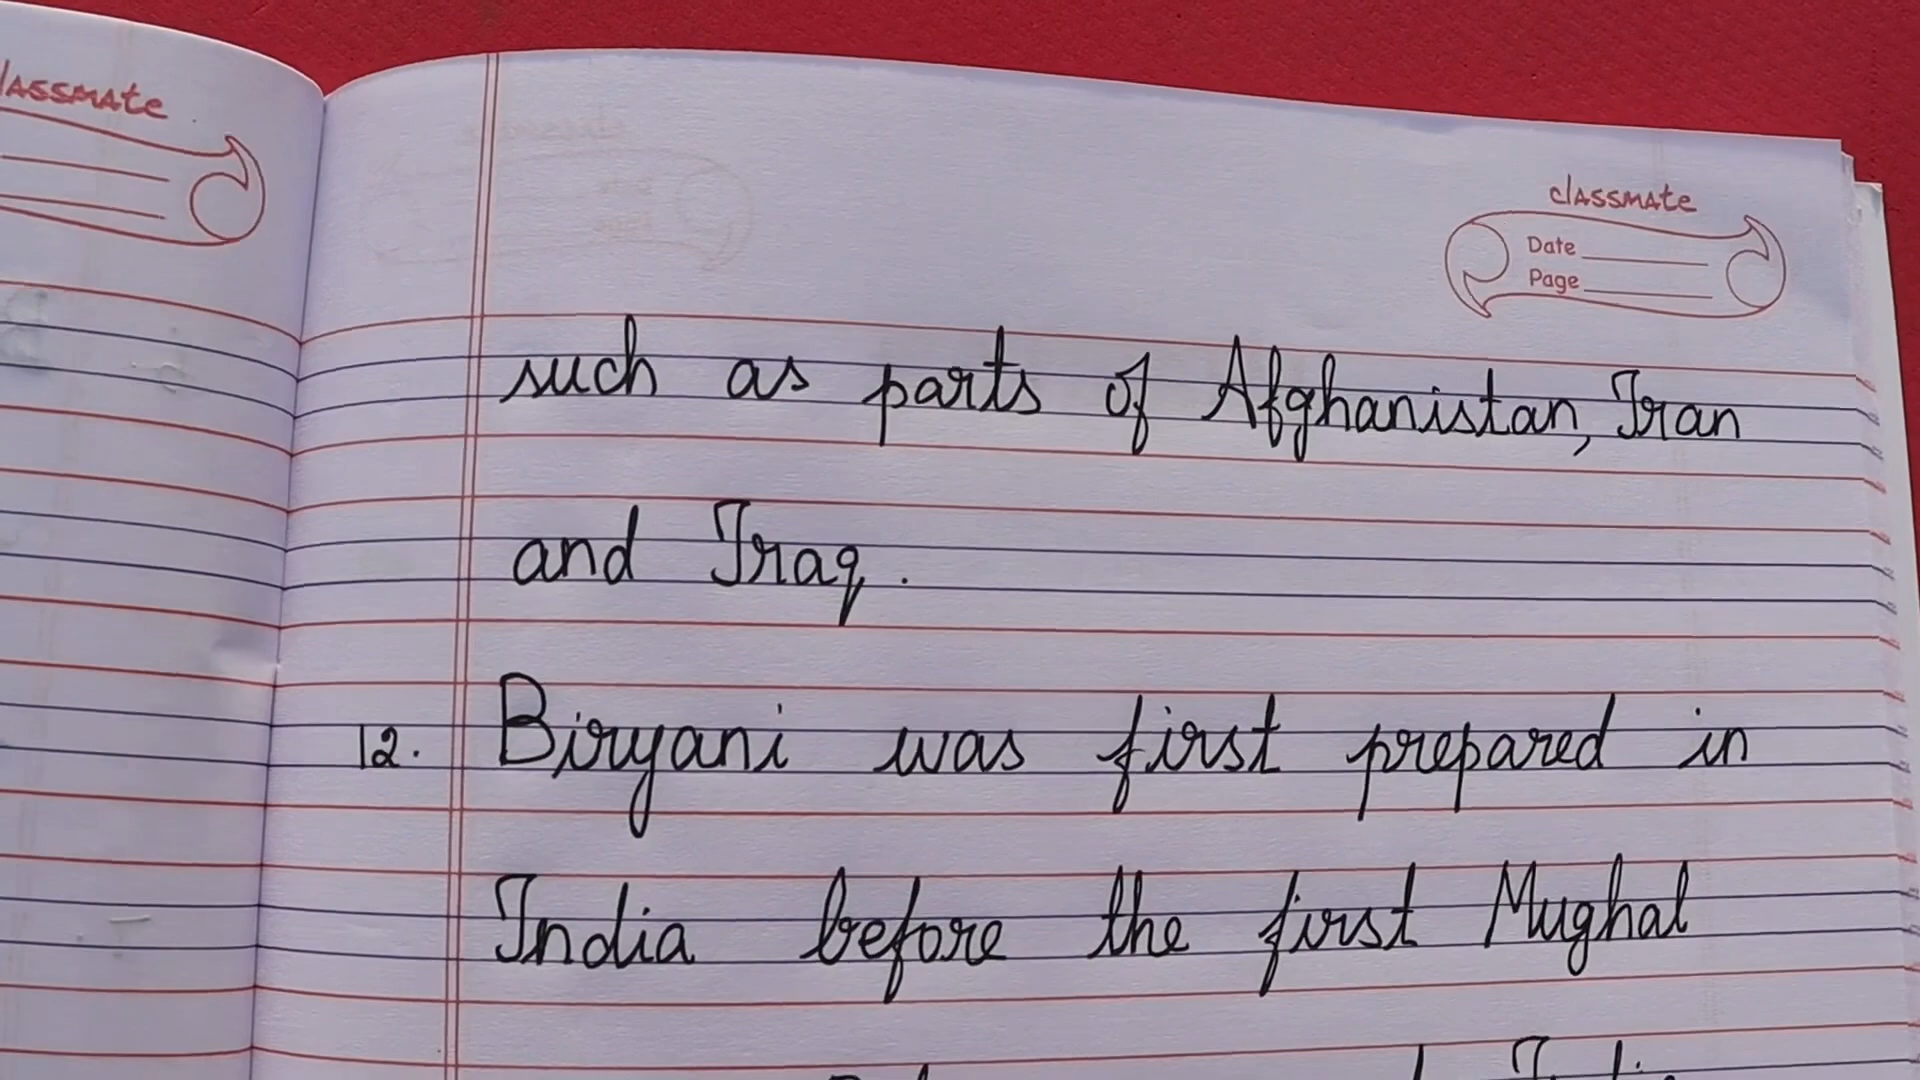 classmate
Date
Page
such as parts of Afghanistan, Iran
and Iraq.
12. Biryani was first prepared in
India before the first Mughal